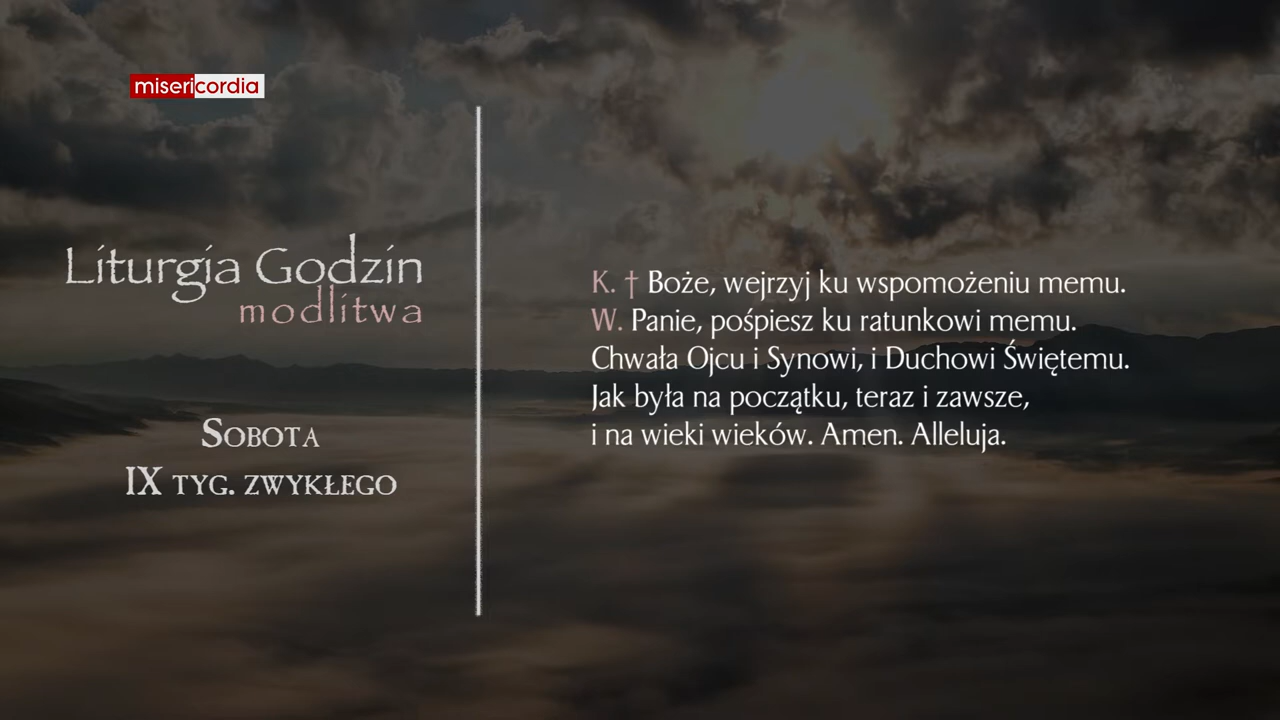 misericordia
Liturgia Godzin
modlitwa
Sobota
IX tyg. zwykłego
K. † Boże, wejrzyj ku wspomożeniu memu.
W. Panie, pośpiesz ku ratunkowi memu.
Chwała Ojcu i Synowi, i Duchowi Świętemu.
Jak była na początku, teraz i zawsze,
i na wieki wieków. Amen. Alleluja.